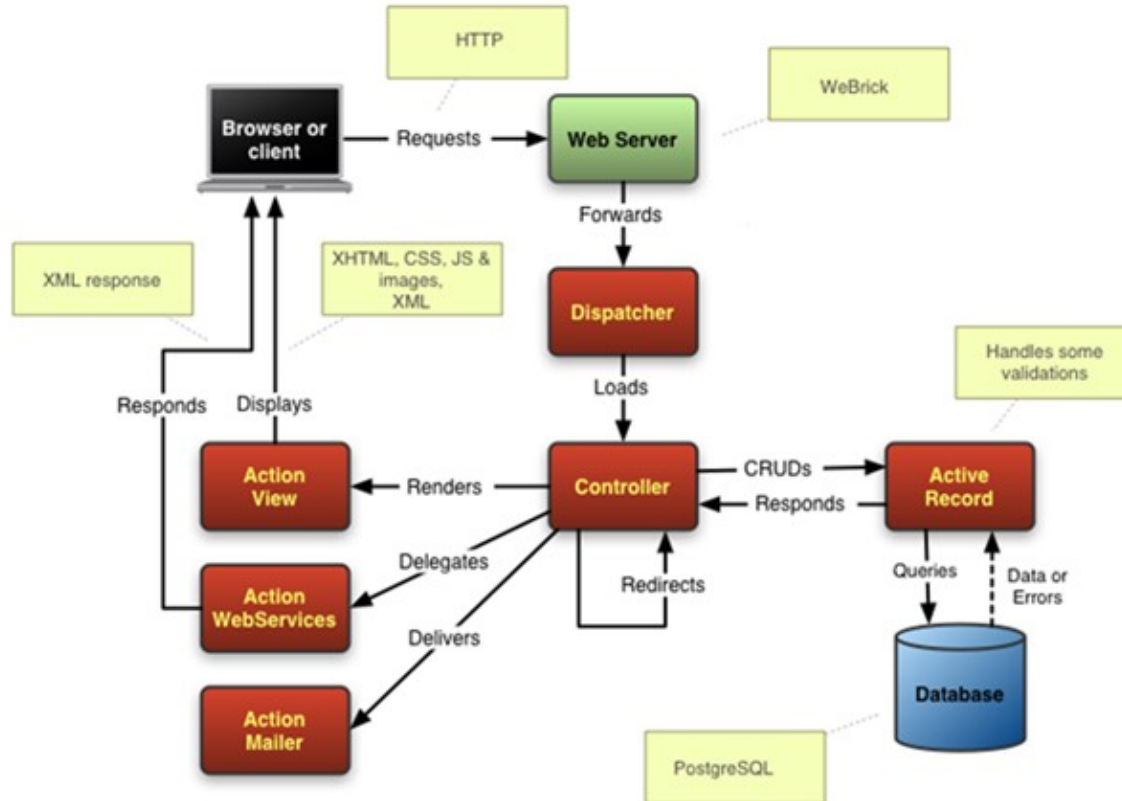 HTTP
WeBrick
Browser or
client
Requests
Web Server
Forwards
XML response
XHTML, CSS, JS &
images,
XML
Dispatcher
Handles some
validations
Loads
Responds
Displays
Action
View
Renders
Controller
CRUDs
Responds
Active
Record
Delegates
Redirects
Queries
Data or
Errors
Action
WebServices
Delivers
Action
Mailer
Database
PostgreSQL